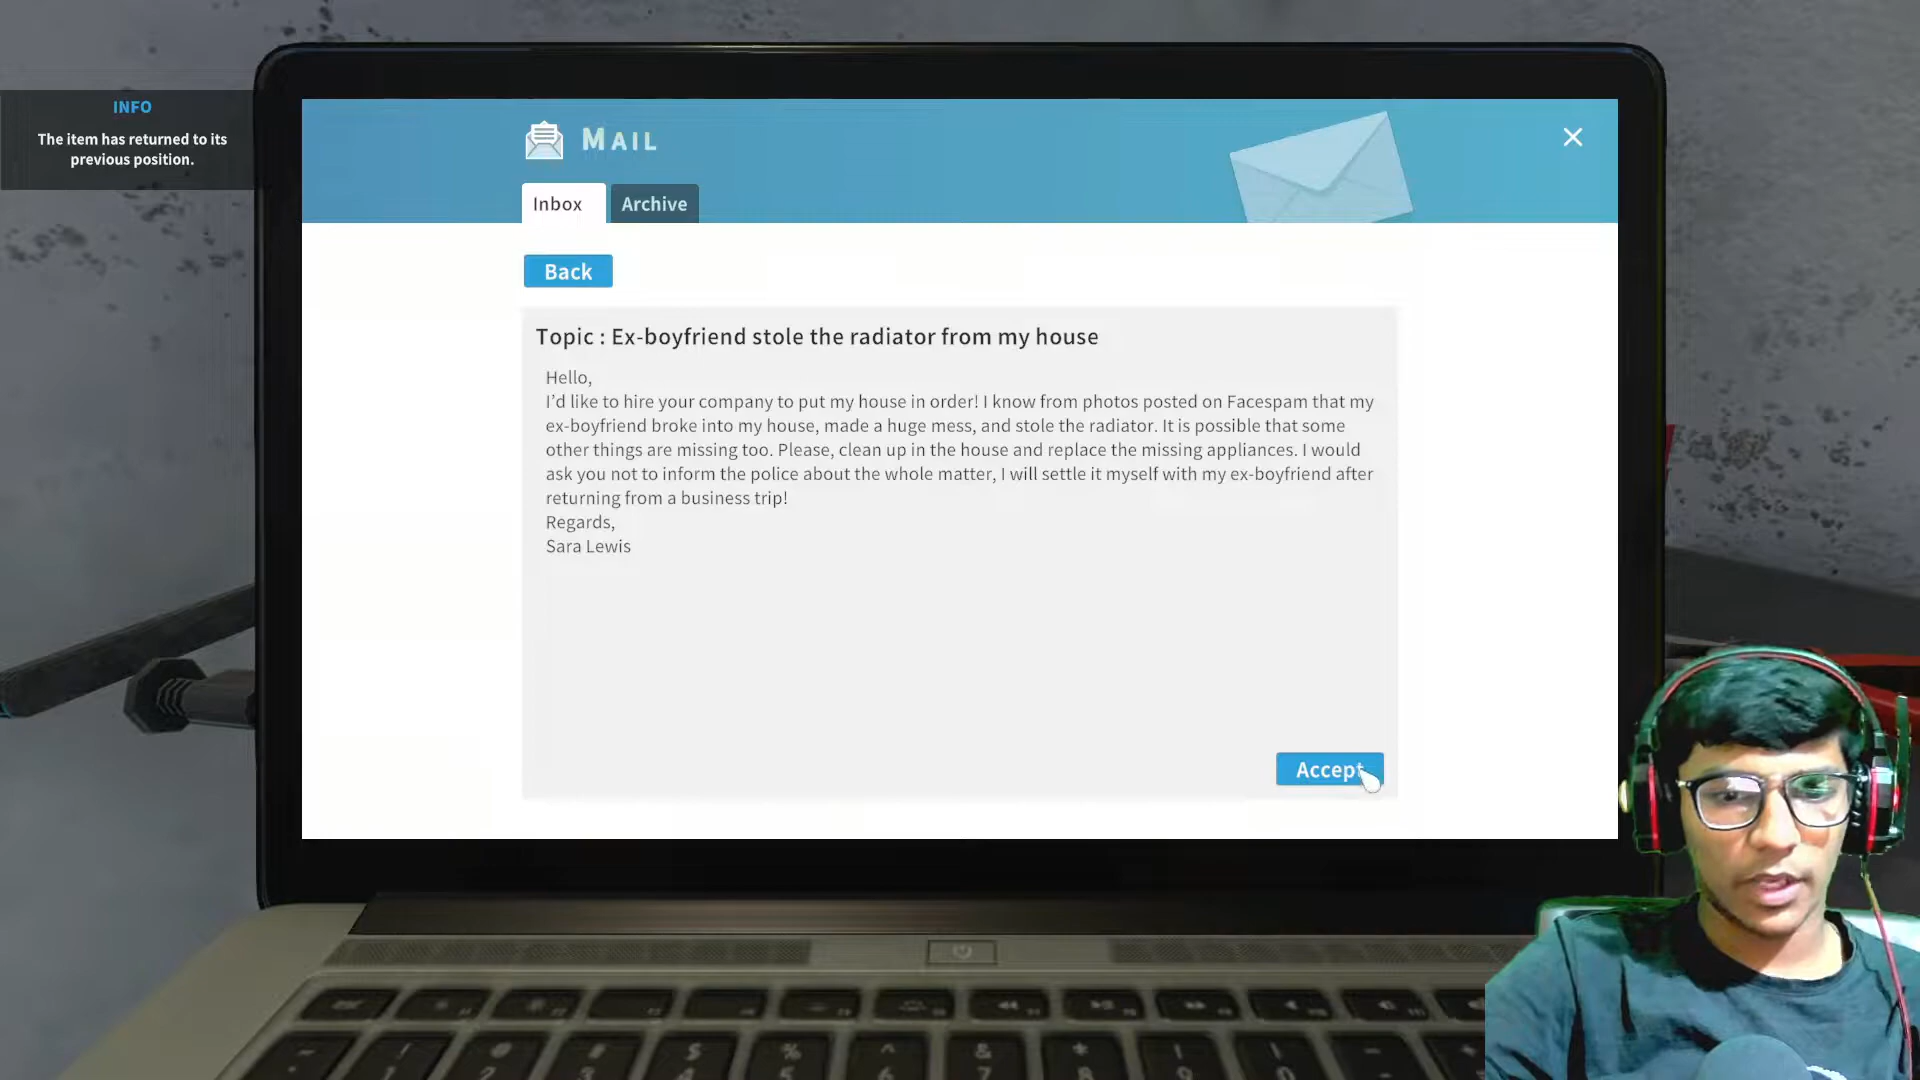 INFO
The item has returned to its
previous position.
MAIL
Inbox
Archive
Back
Topic : Ex-boyfriend stole the radiator from my house
Hello,
I'd like to hire your company to put my house in order! I know from photos posted on Facespam that my
ex-boyfriend broke into my house, made a huge mess, and stole the radiator. It is possible that some
other things are missing too. Please, clean up in the house and replace the missing appliances. I would
ask you not to inform the police about the whole matter, I will settle it myself with my ex-boyfriend after
returning from a business trip!
Regards,
Sara Lewis
Accept